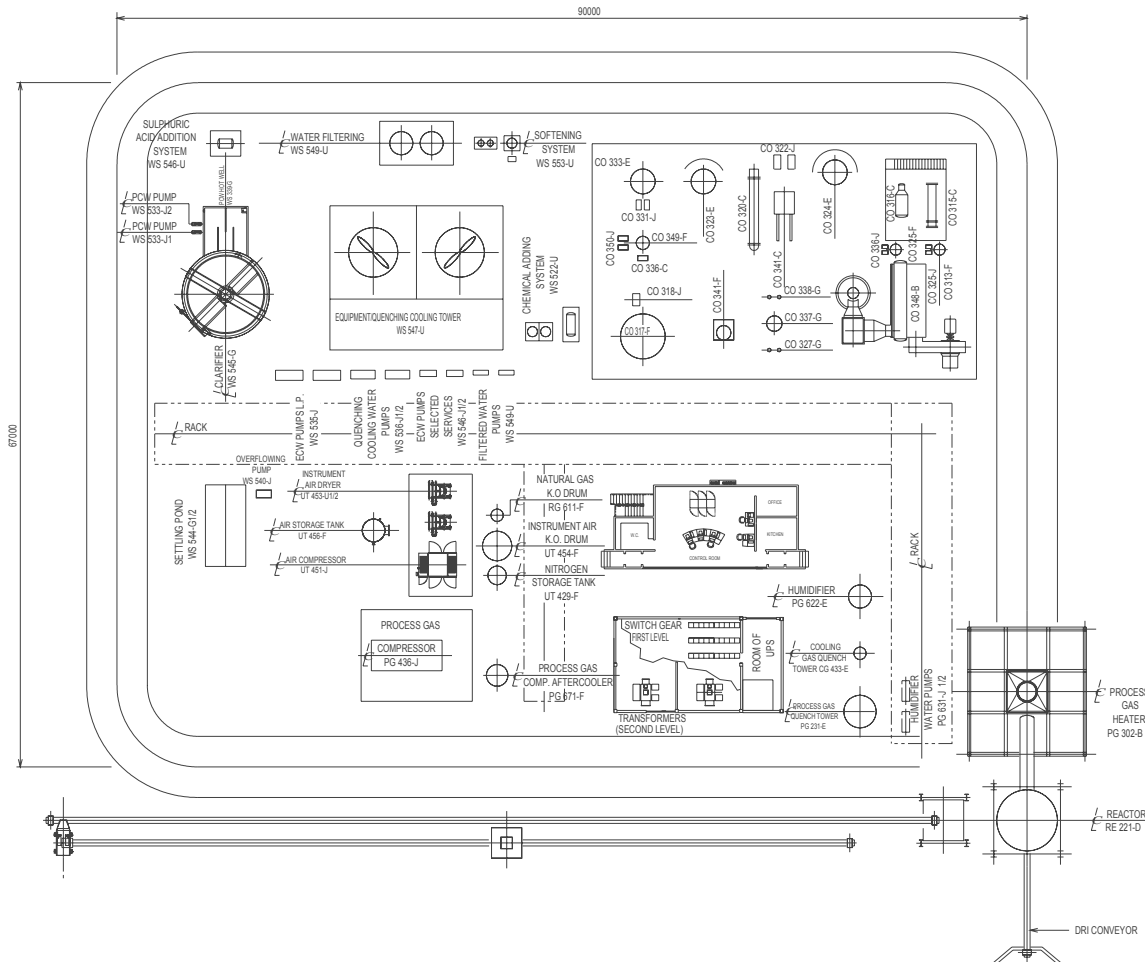 90000
67000
SULPHURIC
ACID ADDITION
SYSTEM
WS 546-U
WATER FILTERING
WS 549-U
SOFTENING
SYSTEM
WS 553-U
PCW HOT WELL
WS 339-G
PCW PUMP
WS 533-J2
PCW PUMP
WS 533-J1
CLARIFIER
WS 545-G
EQUIPMENT/QUENCHING COOLING TOWER
WS 547-U
CHEMICAL ADDING
SYSTEM
WS 522-U
CO 333-E
CO 331-J
CO 323-E
CO 320-C
CO 322-J
CO 324-E
CO 316-C
CO 315-C
CO 350-J
CO 349-F
CO 336-C
CO 341-C
CO 336-J
CO 325-F
CO 325-J
CO 313-F
CO 318-J
CO 317-F
CO 341-F
CO 338-G
CO 337-G
CO 327-G
CO 348-B
ECW PUMPS L.P.
WS 535-J
QUENCHING
COOLING WATER
PUMPS
WS 536-J1/2
ECW PUMPS
SELECTED
SERVICES
WS 546-J1/2
FILTERED WATER
PUMPS
WS 549-U
RACK
OVERFLOWING
PUMP
WS 540-J
SETTLING POND
WS 544-G1/2
INSTRUMENT
AIR DRYER
UT 453-U1/2
AIR STORAGE TANK
UT 456-F
AIR COMPRESSOR
UT 451-J
NATURAL GAS
K.O DRUM
RG 611-F
INSTRUMENT AIR
K.O. DRUM
UT 454-F
NITROGEN
STORAGE TANK
UT 429-F
W.C.
CONTROL ROOM
OFFICE
KITCHEN
RACK
HUMIDIFIER
PG 622-E
PROCESS GAS
COMPRESSOR
PG 436-J
PROCESS GAS
COMP. AFTERCOOLER
PG 671-F
SWITCH GEAR
FIRST LEVEL
ROOM OF
UPS
TRANSFORMERS
(SECOND LEVEL)
COOLING
GAS QUENCH
TOWER CG 433-E
PROCESS GAS
QUENCH TOWER
PG 231-E
HUMIDIFIER
WATER PUMPS
PG 631-J 1/2
PROCESS
GAS
HEATER
PG 302-B
REACTOR
RE 221-D
DRI CONVEYOR